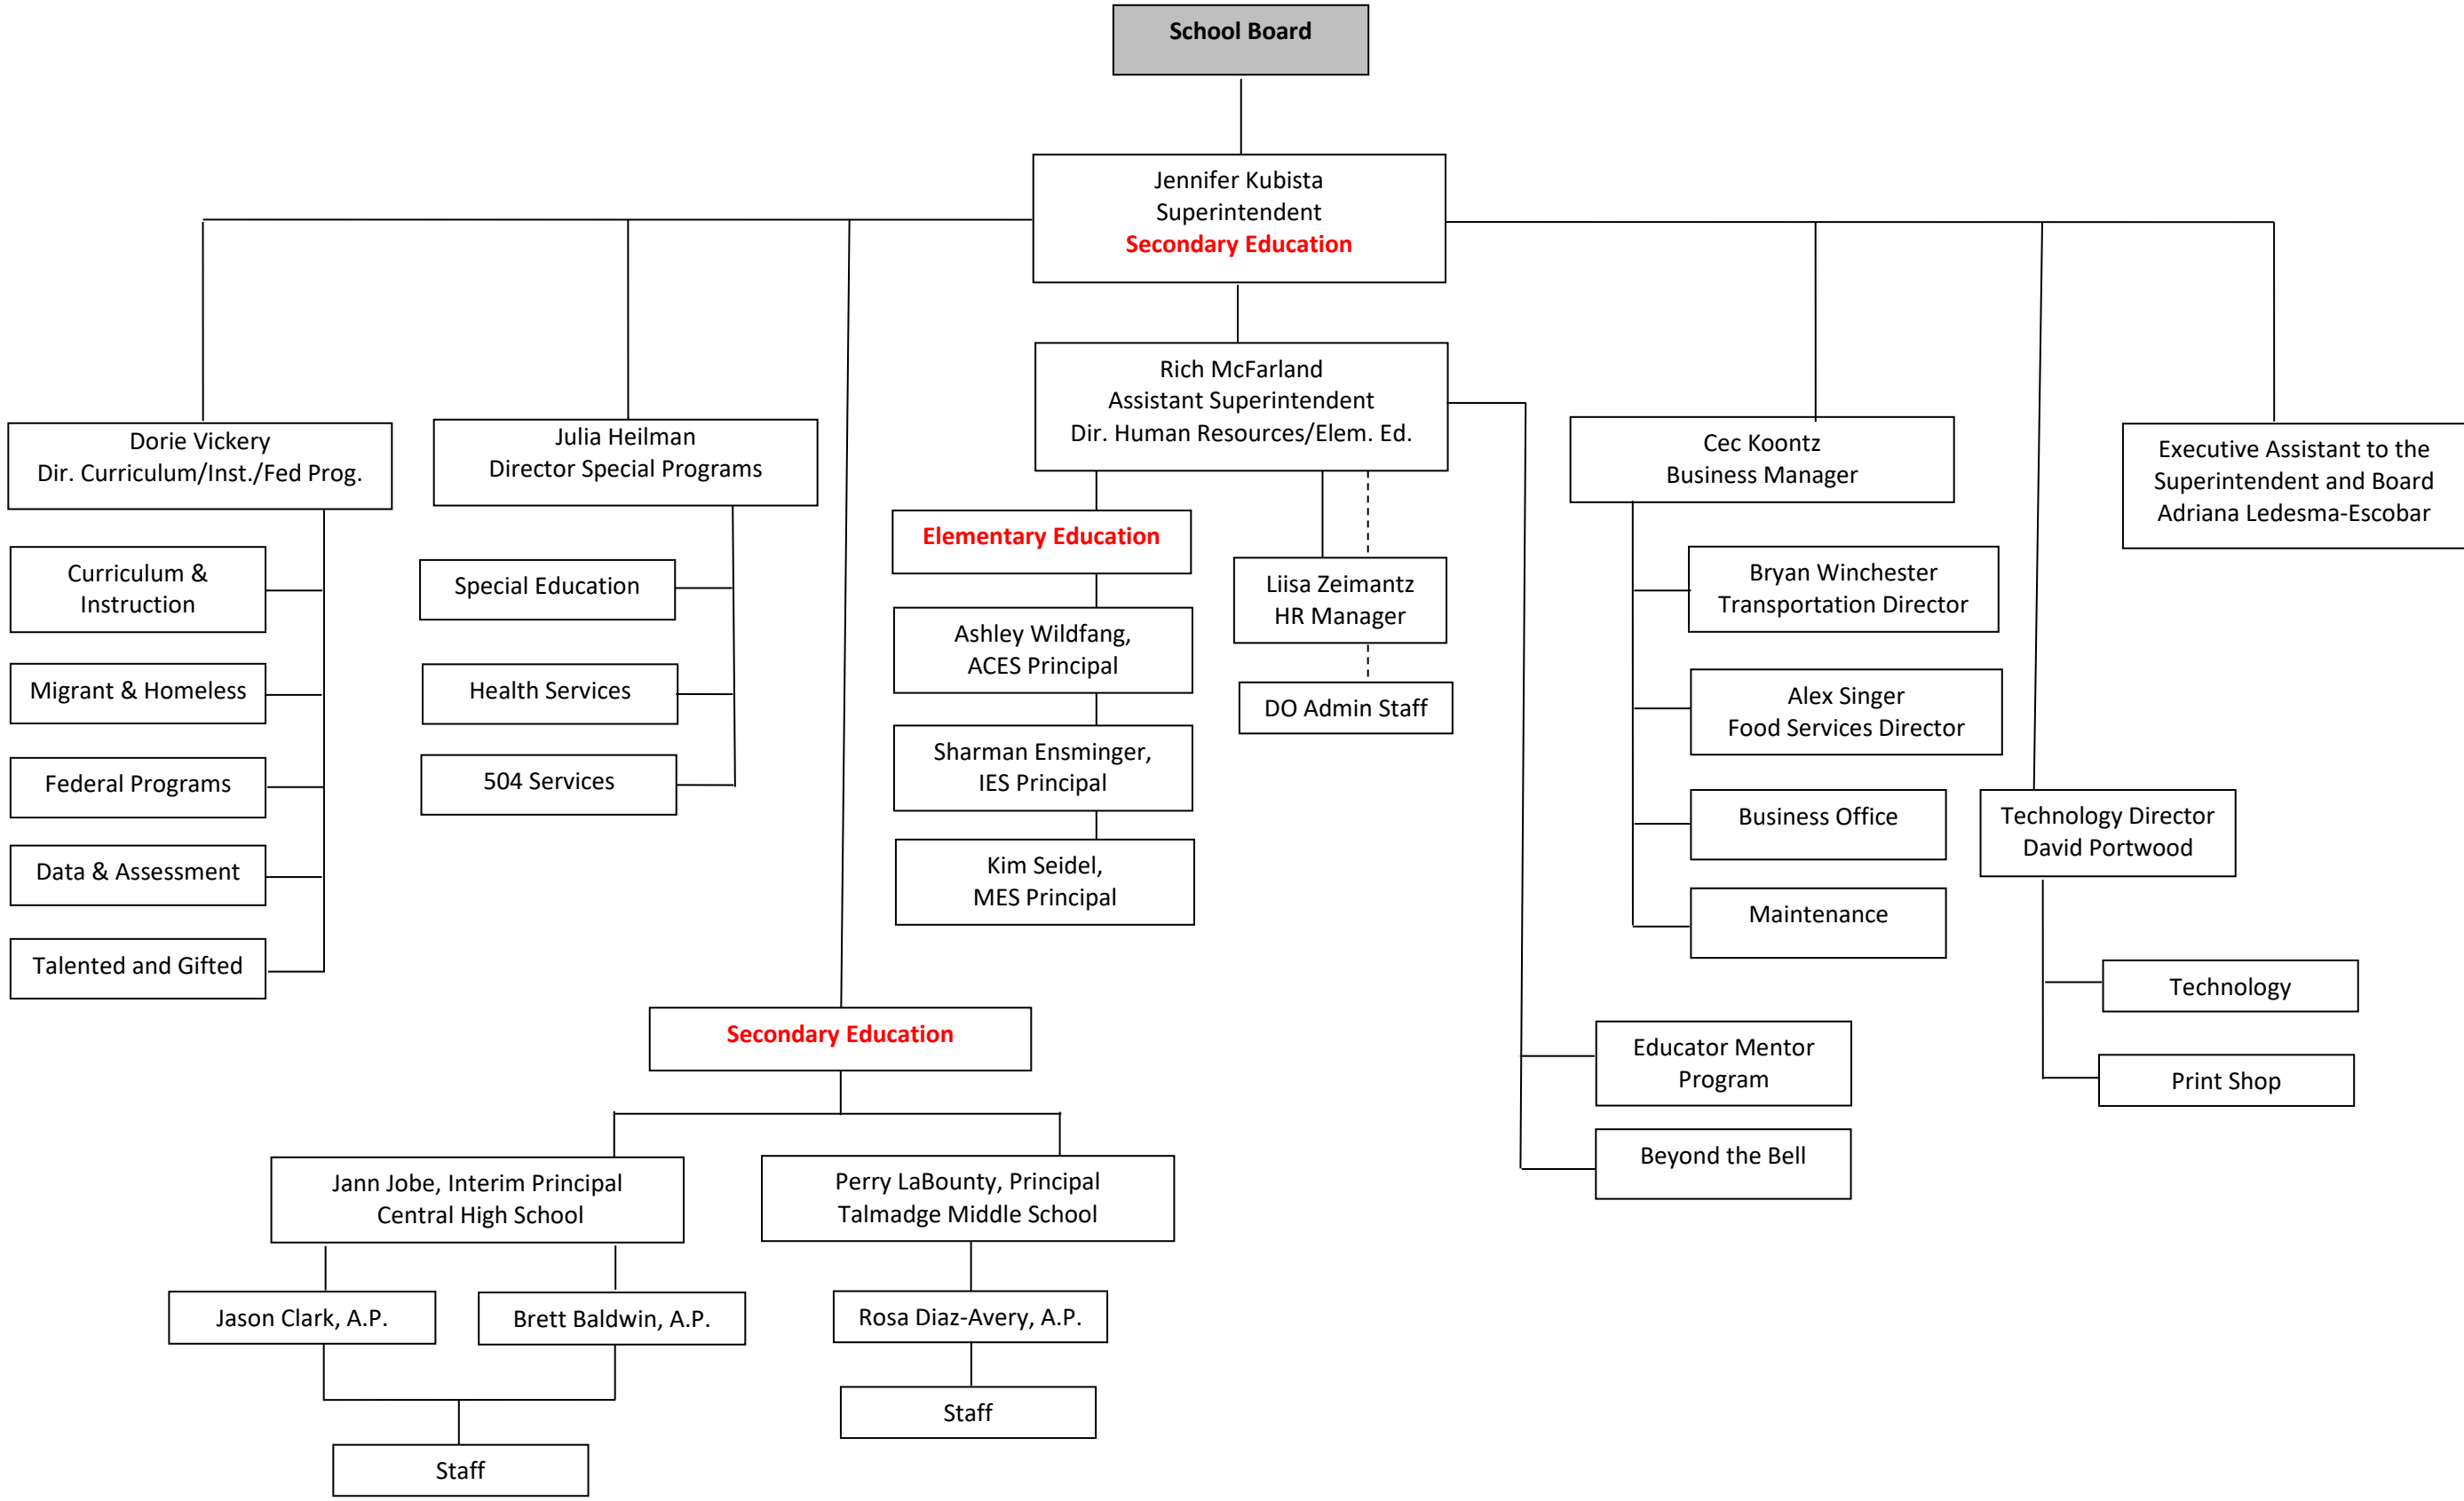 School Board
Jennifer Kubista
Superintendent
Secondary Education
Rich McFarland
Assistant Superintendent
Dir. Human Resources/Elem. Ed.
Dorie Vickery
Dir. Curriculum/Inst./Fed Prog.
Curriculum &
Instruction
Migrant & Homeless
Federal Programs
Data & Assessment
Talented and Gifted
Julia Heilman
Director Special Programs
Special Education
Health Services
504 Services
Elementary Education
Ashley Wildfang,
ACES Principal
Sharman Ensminger,
IES Principal
Kim Seidel,
MES Principal
Liisa Zeimantz
HR Manager
DO Admin Staff
Cec Koontz
Business Manager
Bryan Winchester
Transportation Director
Alex Singer
Food Services Director
Business Office
Maintenance
Executive Assistant to the
Superintendent and Board
Adriana Ledesma-Escobar
Technology Director
David Portwood
Technology
Print Shop
Educator Mentor
Program
Beyond the Bell
Secondary Education
Jann Jobe, Interim Principal
Central High School
Jason Clark, A.P.
Brett Baldwin, A.P.
Staff
Perry LaBounty, Principal
Talmadge Middle School
Rosa Diaz-Avery, A.P.
Staff